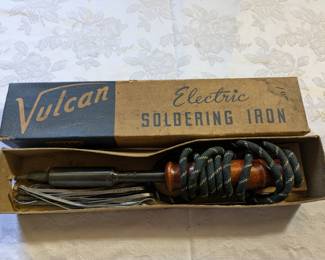 Vulcan
Electric
SOLDERING IRON